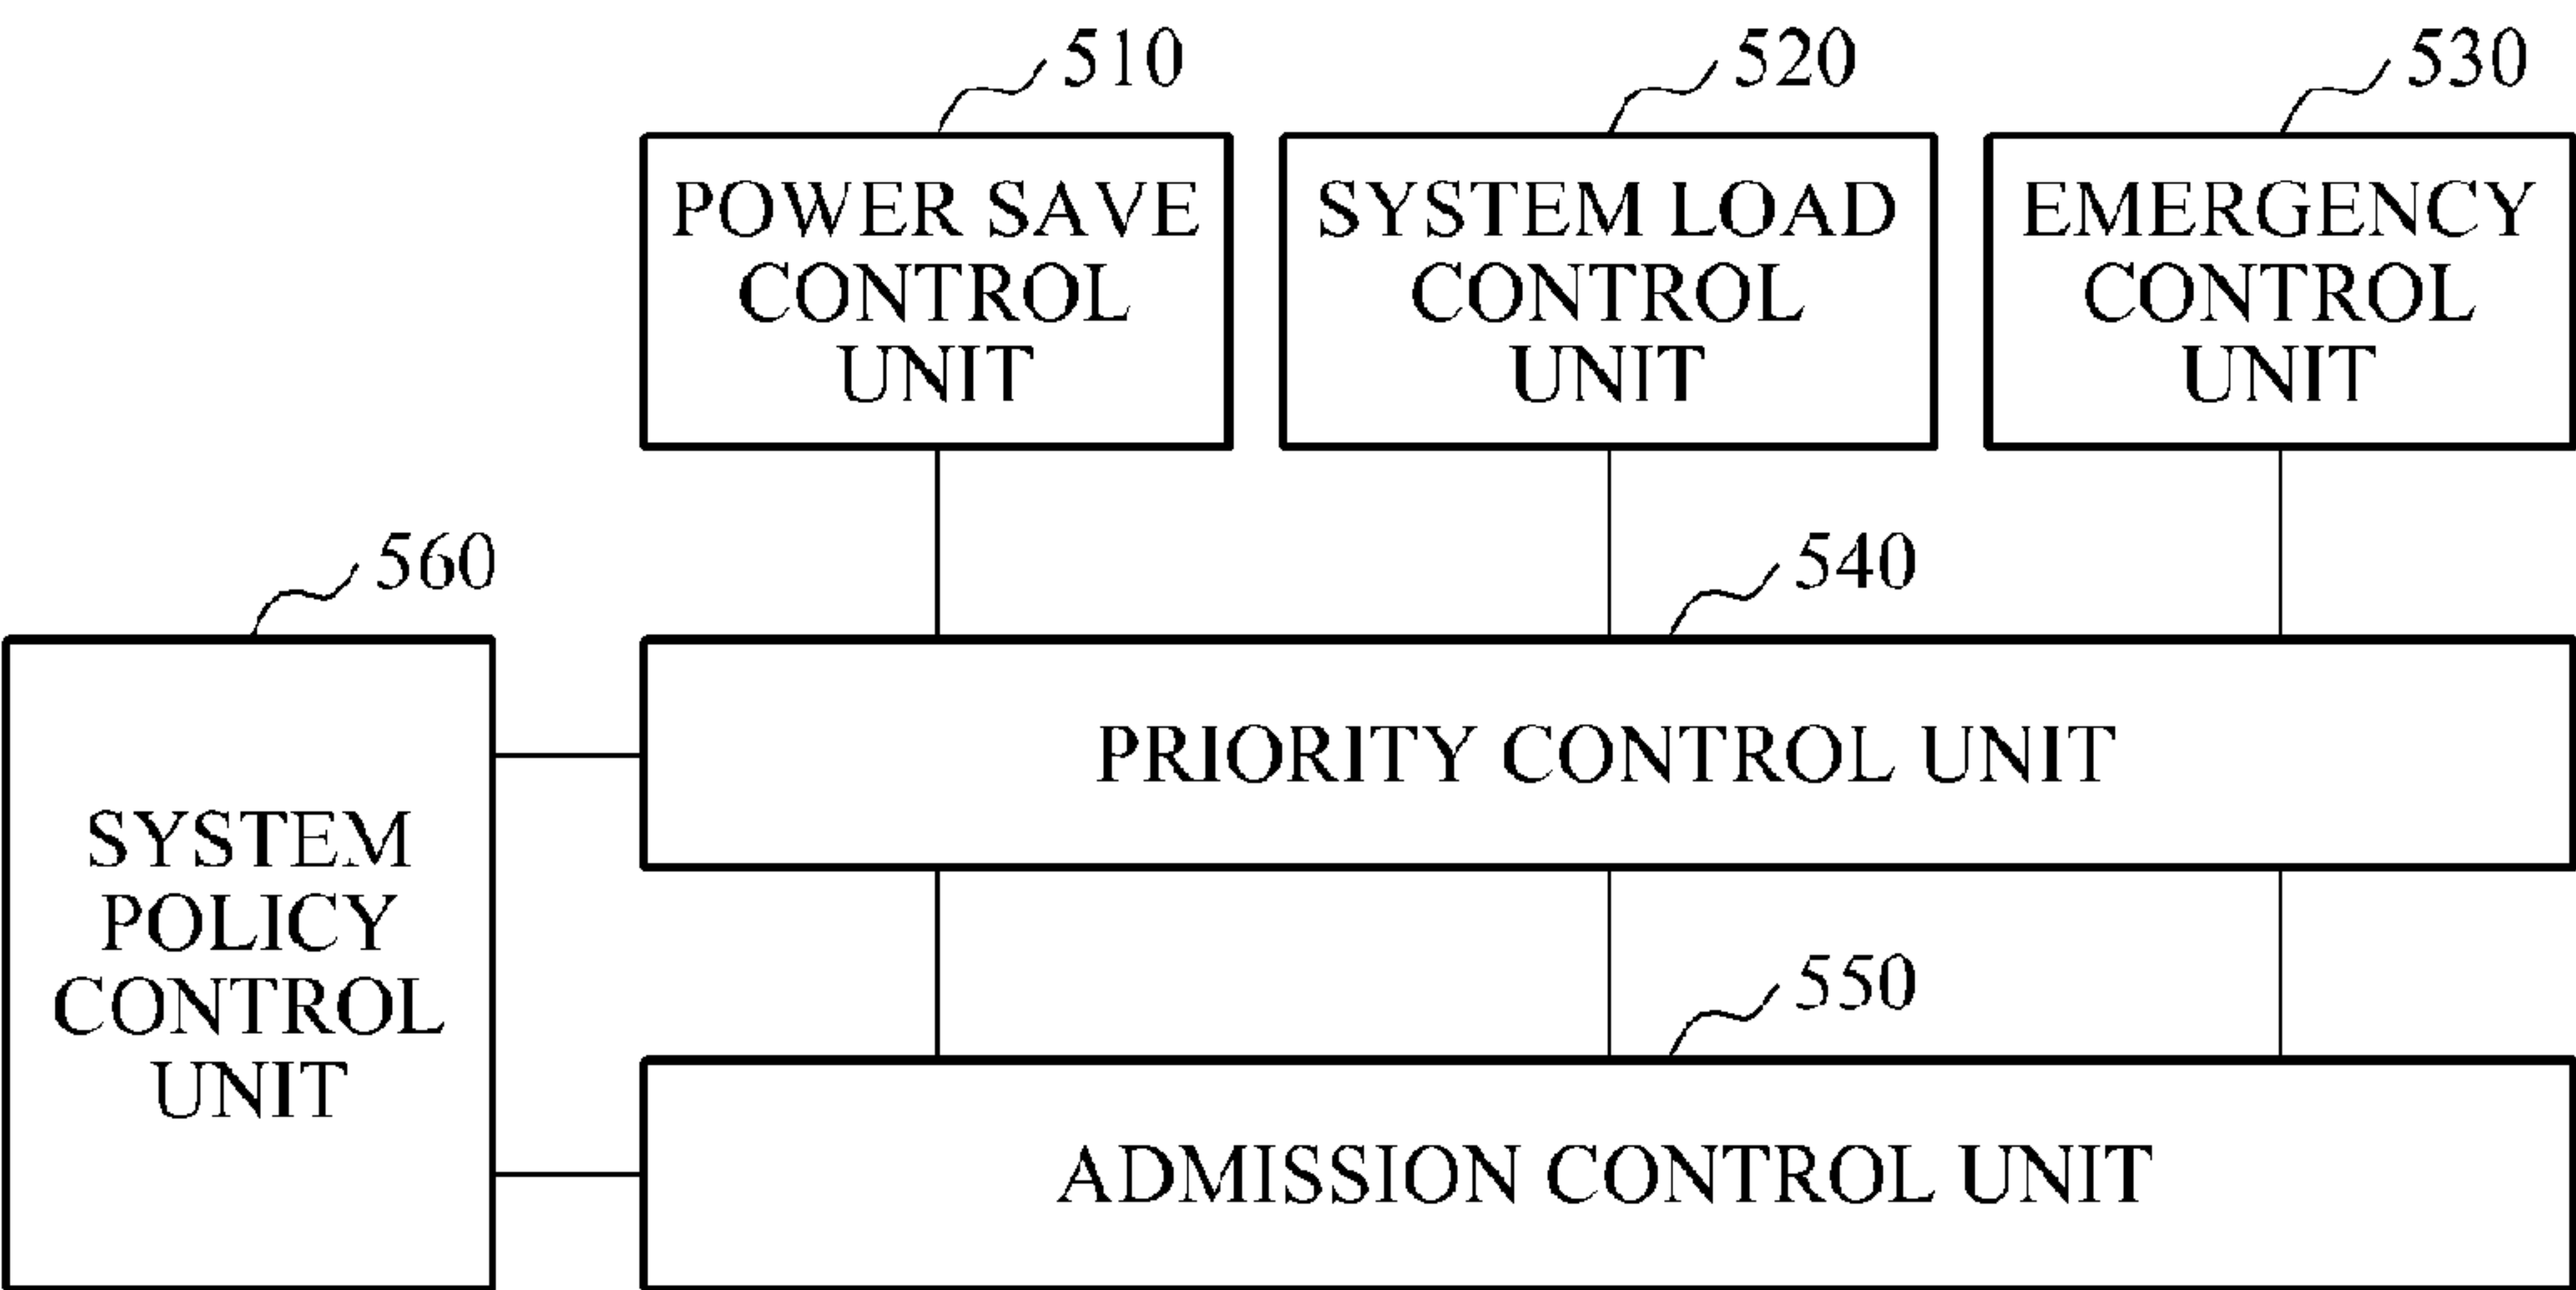 510
520
530
POWER SAVE
CONTROL
UNIT
SYSTEM LOAD
CONTROL
UNIT
EMERGENCY
CONTROL
UNIT
560
540
PRIORITY CONTROL UNIT
SYSTEM
POLICY
CONTROL
UNIT
550
ADMISSION CONTROL UNIT